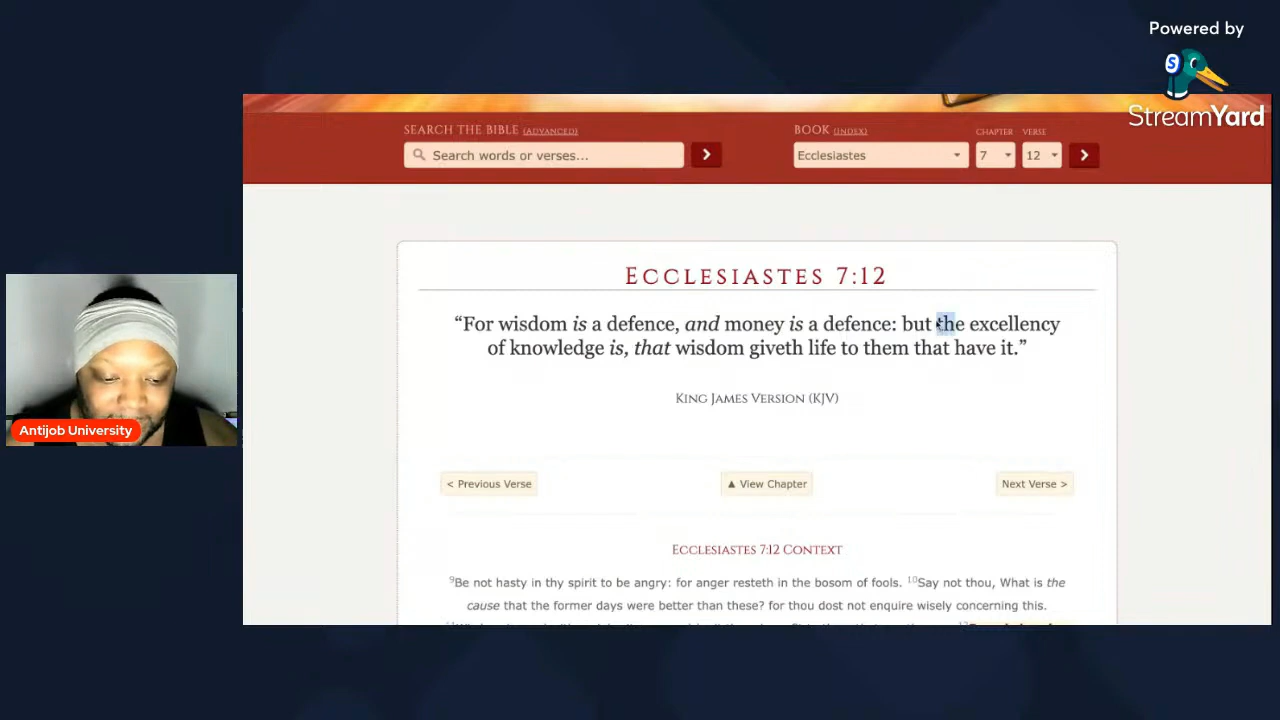 Powered by
S
StreamYard
SEARCH THE BIBLE (ADVANCED)
BOOK (INDEX)
CHAPTER
VERSE
Search words or verses...
Ecclesiastes
7
12
ECCLESIASTES 7:12
“For wisdom is a defence, and money is a defence: but the excellency
of knowledge is, that wisdom giveth life to them that have it.”
KING JAMES VERSION (KJV)
< Previous Verse
▲ View Chapter
Next Verse >
ECCLESIASTES 7:12 CONTEXT
9Be not hasty in thy spirit to be angry: for anger resteth in the bosom of fools. 10Say not thou, What is the
cause that the former days were better than these? for thou dost not enquire wisely concerning this.
Antijob University